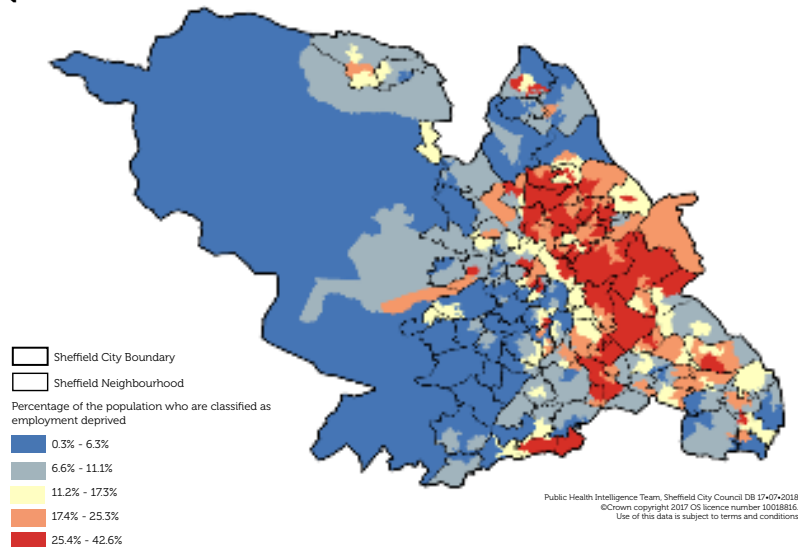 Sheffield City Boundary
Sheffield Neighbourhood
Percentage of the population who are classified as
employment deprived
0.3% - 6.3%
6.6% - 11.1%
11.2% - 17.3%
17.4% - 25.3%
25.4% - 42.6%
Public Health Intelligence Team, Sheffield City Council DB 17•07•2018
©Crown copyright 2017 OS licence number 10018816.
Use of this data is subject to terms and conditions